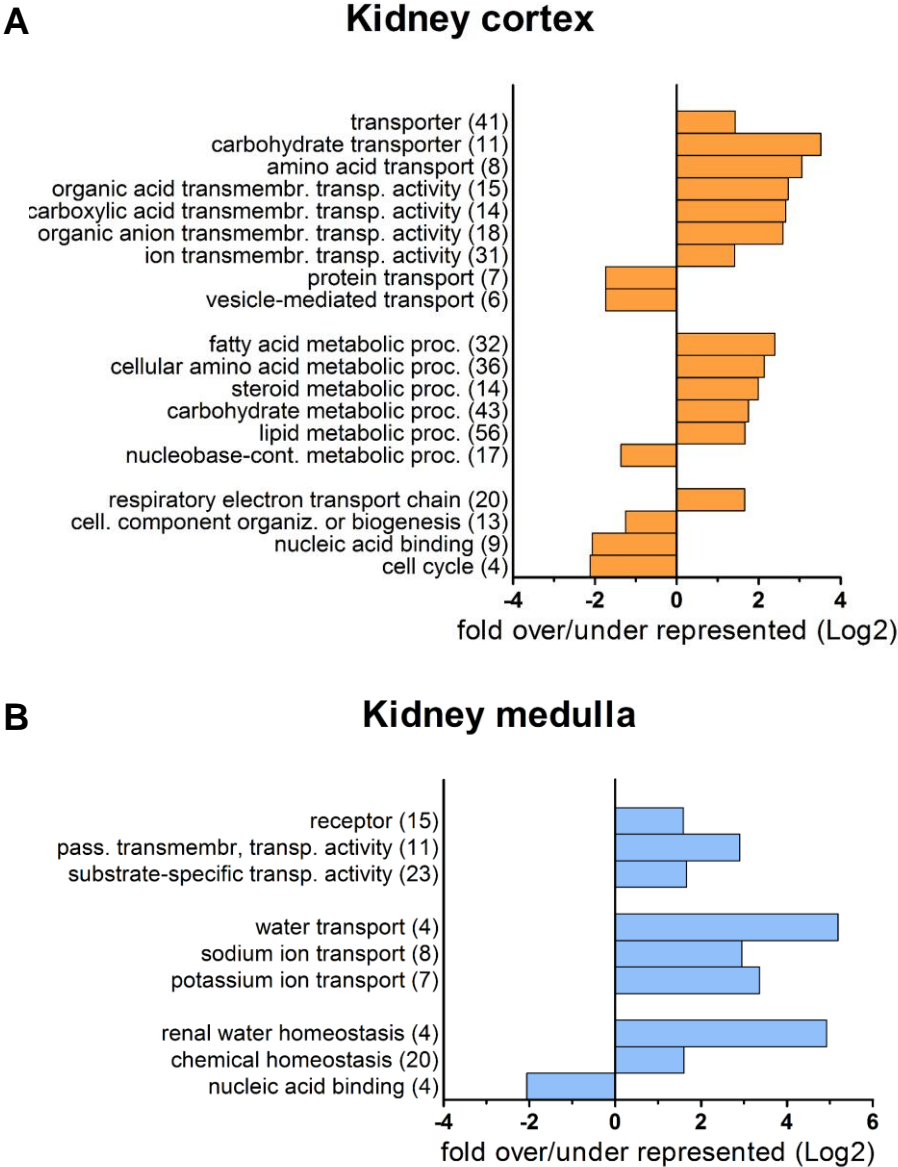 A
Kidney cortex
transporter (41)
carbohydrate transporter (11)
amino acid transport (8)
organic acid transmembr. transp. activity (15)
carboxylic acid transmembr. transp. activity (14)
organic anion transmembr. transp. activity (18)
ion transmembr. transp. activity (31)
protein transport (7)
vesicle-mediated transport (6)
fatty acid metabolic proc. (32)
cellular amino acid metabolic proc. (36)
steroid metabolic proc. (14)
carbohydrate metabolic proc. (43)
lipid metabolic proc. (56)
nucleobase-cont. metabolic proc. (17)
respiratory electron transport chain (20)
cell. component organiz. or biogenesis (13)
nucleic acid binding (9)
cell cycle (4)
-4 -2 0 2 4
fold over/under represented (Log2)
B
Kidney medulla
receptor (15)
pass. transmembr, transp. activity (11)
substrate-specific transp. activity (23)
water transport (4)
sodium ion transport (8)
potassium ion transport (7)
renal water homeostasis (4)
chemical homeostasis (20)
nucleic acid binding (4)
-4 -2 0 2 4 6
fold over/under represented (Log2)